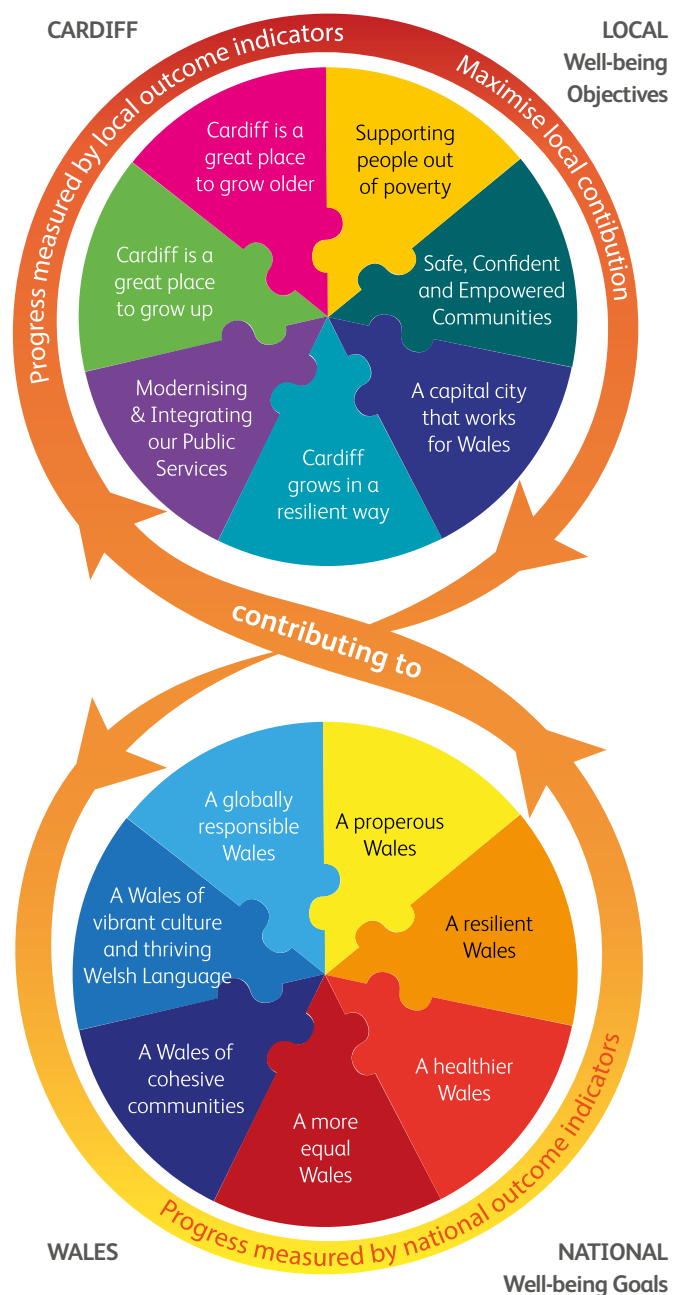 CARDIFF
LOCAL
Well-being
Objectives
Progress measured by local outcome indicators
Maximise local contibution
Cardiff is a
great place
to grow older
Supporting
people out
of poverty
Safe, Confident
and Empowered
Communities
A capital city
that works
for Wales
Cardiff
grows in a
resilient way
Modernising
& Integrating
our Public
Services
Cardiff is a
great place
to grow up
contributing to
A globally
responsible
Wales
A properous
Wales
A resilient
Wales
A healthier
Wales
A more
equal
Wales
A Wales of
cohesive
communities
A Wales of
vibrant culture
and thriving
Welsh Language
Progress measured by national outcome indicators
WALES
NATIONAL
Well-being Goals